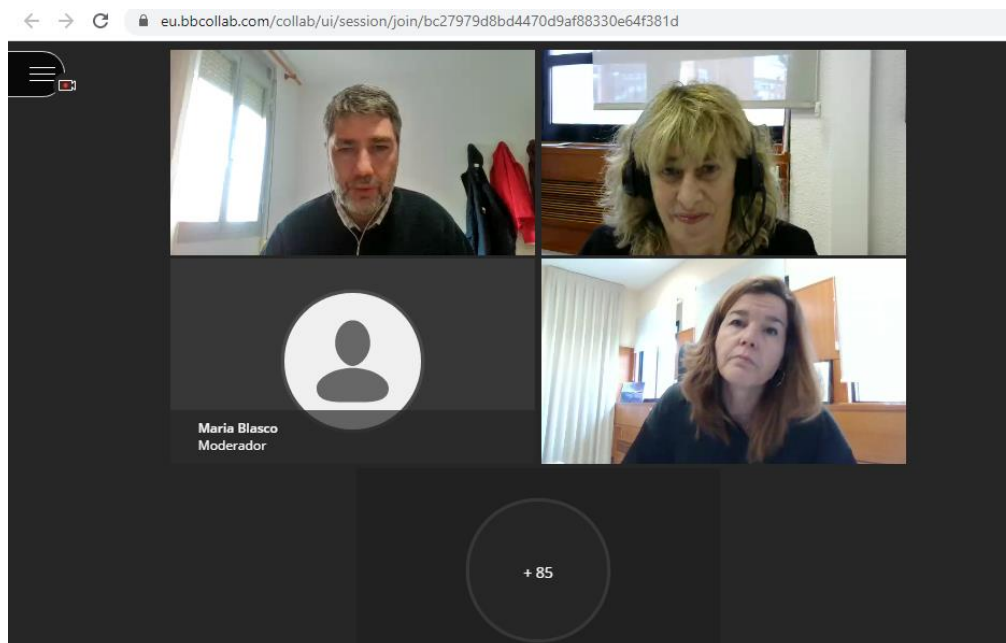 eu.bbcollab.com/collab/ui/session/join/bc27979d8bd4470d9af88330e64f381d
Maria Blasco
Moderador
+ 85